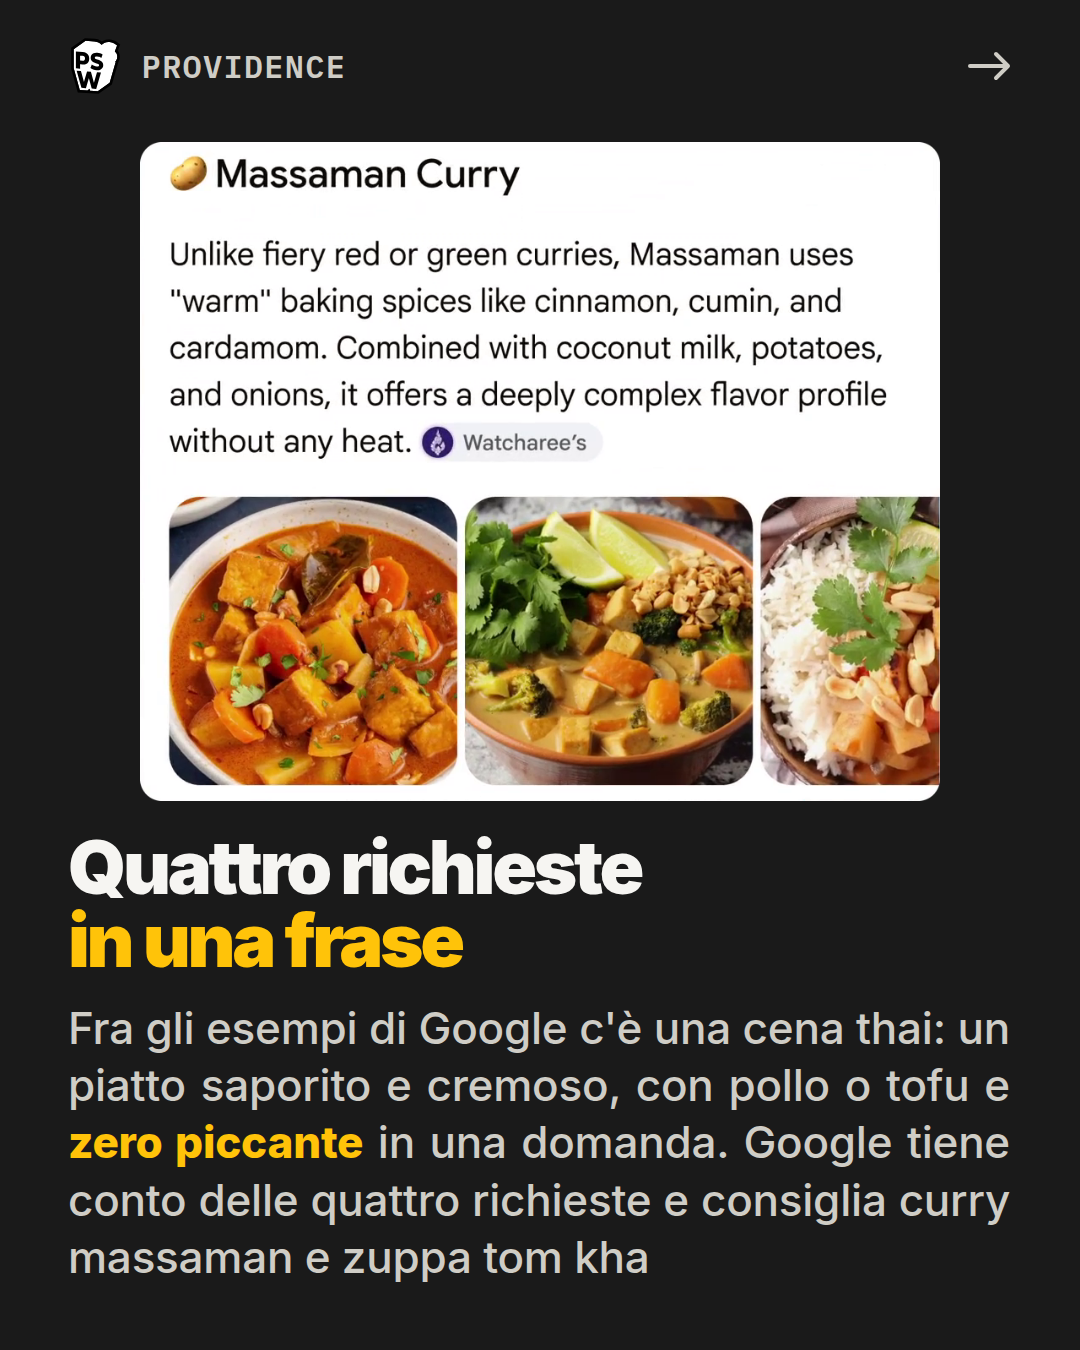 PSW
PROVIDENCE
🥔 Massaman Curry
Unlike fiery red or green curries, Massaman uses
"warm" baking spices like cinnamon, cumin, and
cardamom. Combined with coconut milk, potatoes,
and onions, it offers a deeply complex flavor profile
without any heat. Watcharee's
Quattro richieste
in una frase
Fra gli esempi di Google c'è una cena thai: un
piatto saporito e cremoso, con pollo o tofu e
zero piccante in una domanda. Google tiene
conto delle quattro richieste e consiglia curry
massaman e zuppa tom kha